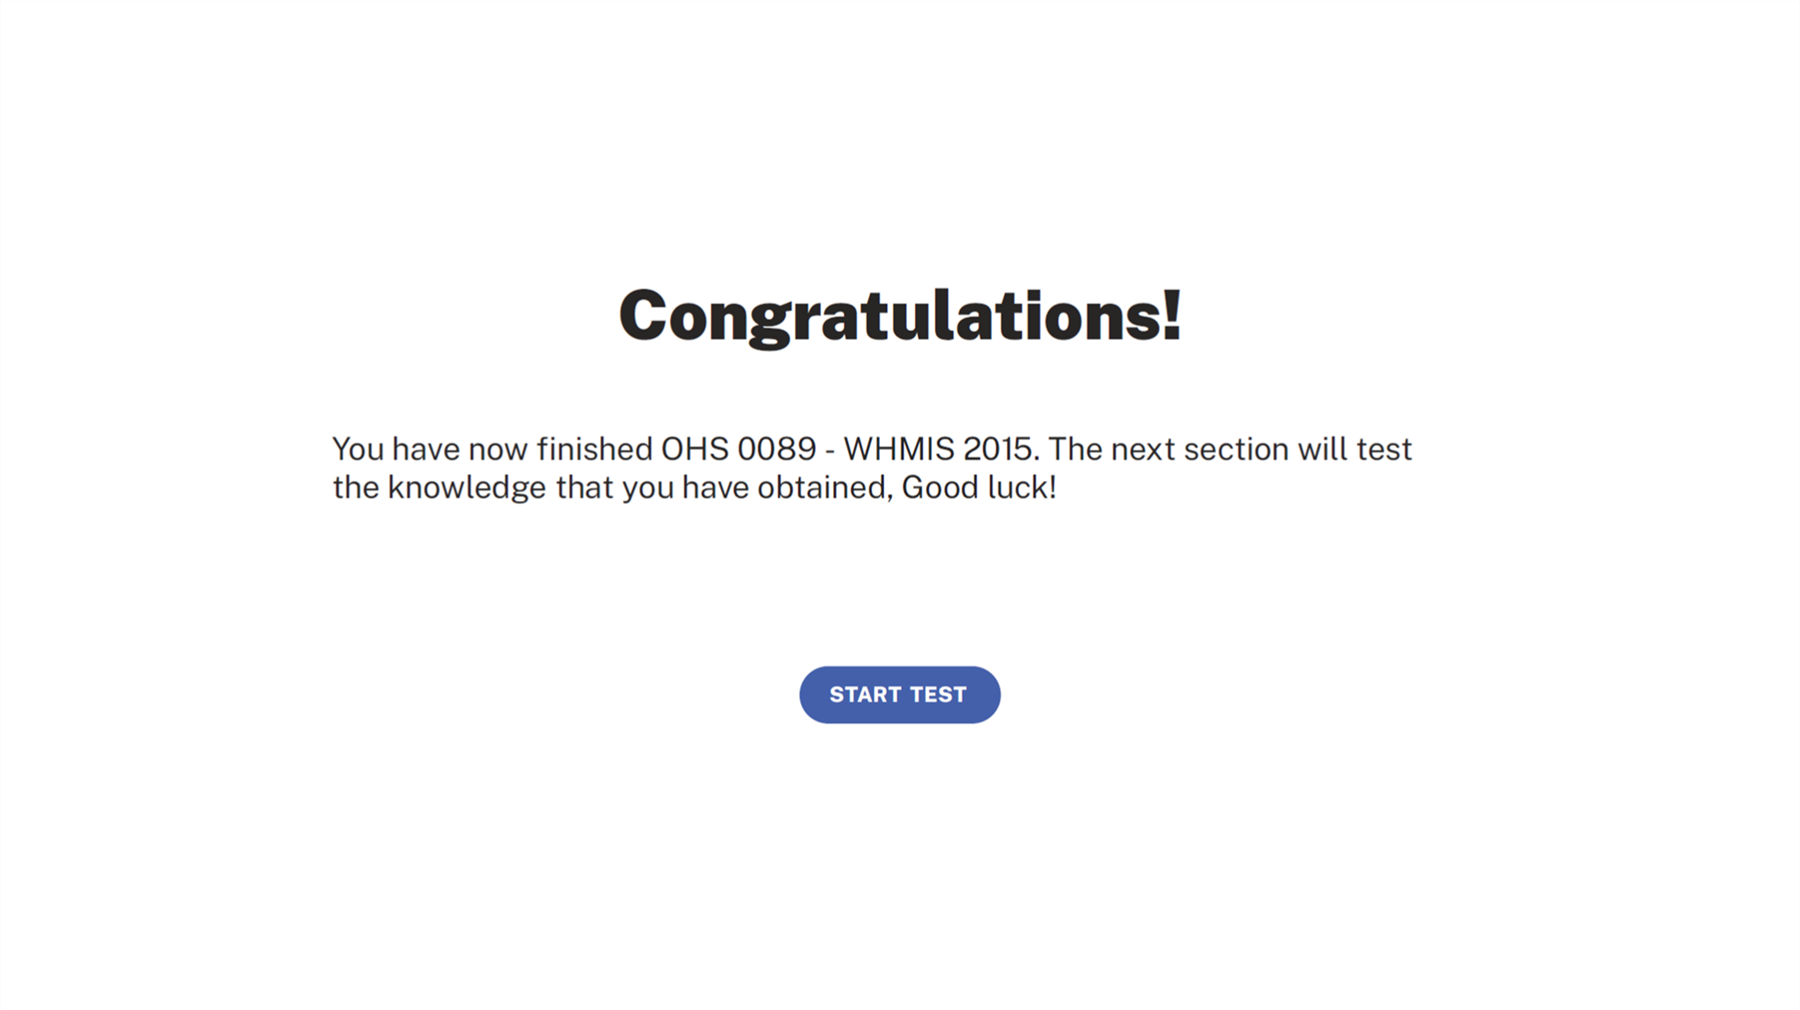 Congratulations!
You have now finished OHS 0089 - WHMIS 2015. The next section will test
the knowledge that you have obtained, Good luck!
START TEST